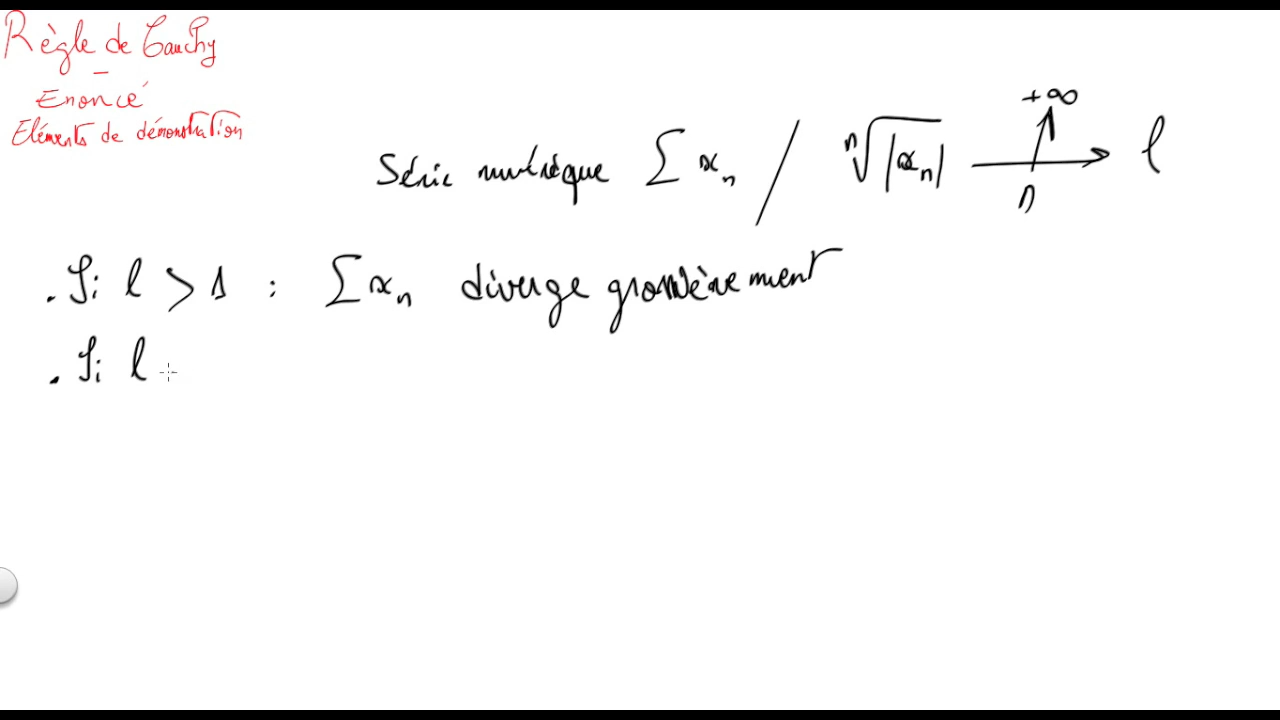 Règle de Cauchy
-
Enoncé
Eléments de démonstration
Série numérique ∑ xₙ / ⁿ√|xₙ| → l
n → +∞
. Si l > 1 : ∑ xₙ diverge grossièrement
. Si l